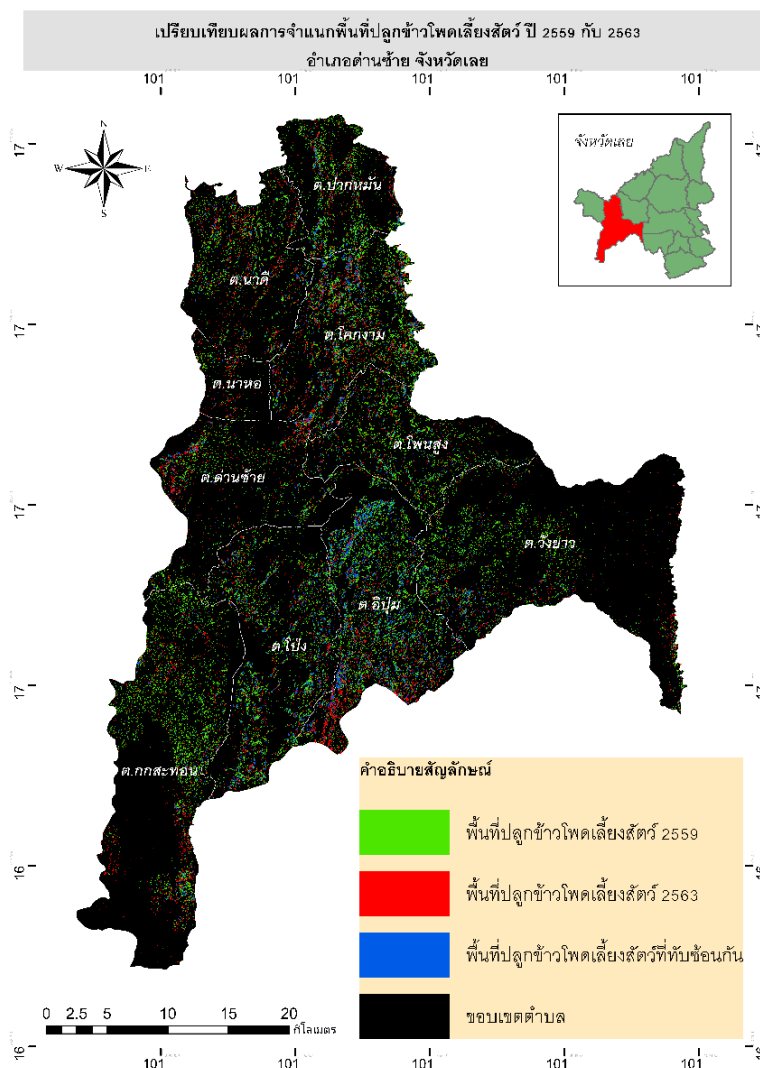 เปรียบเทียบผลการจำแนกพื้นที่ปลูกข้าวโพดเลี้ยงสัตว์ ปี 2559 กับ 2563
อำเภอด่านซ้าย จังหวัดเลย
101 101 101 101
N
W E
S
จังหวัดเลย
17 17
ต.ปากหมัน
ต.นาดี
17 17
ต.โคกงาม
ต.นาหอ
ต.โพนสูง
ต.ด่านซ้าย
17 17
ต.วังยาว
ต.อิปุ่ม
ต.โป่ง
17 17
ต.กกสะทอน
คำอธิบายสัญลักษณ์
พื้นที่ปลูกข้าวโพดเลี้ยงสัตว์ 2559
16 16
พื้นที่ปลูกข้าวโพดเลี้ยงสัตว์ 2563
พื้นที่ปลูกข้าวโพดเลี้ยงสัตว์ที่ทับซ้อนกัน
ขอบเขตตำบล
0 2.5 5 10 15 20
กิโลเมตร
16 16
101 101 101 101